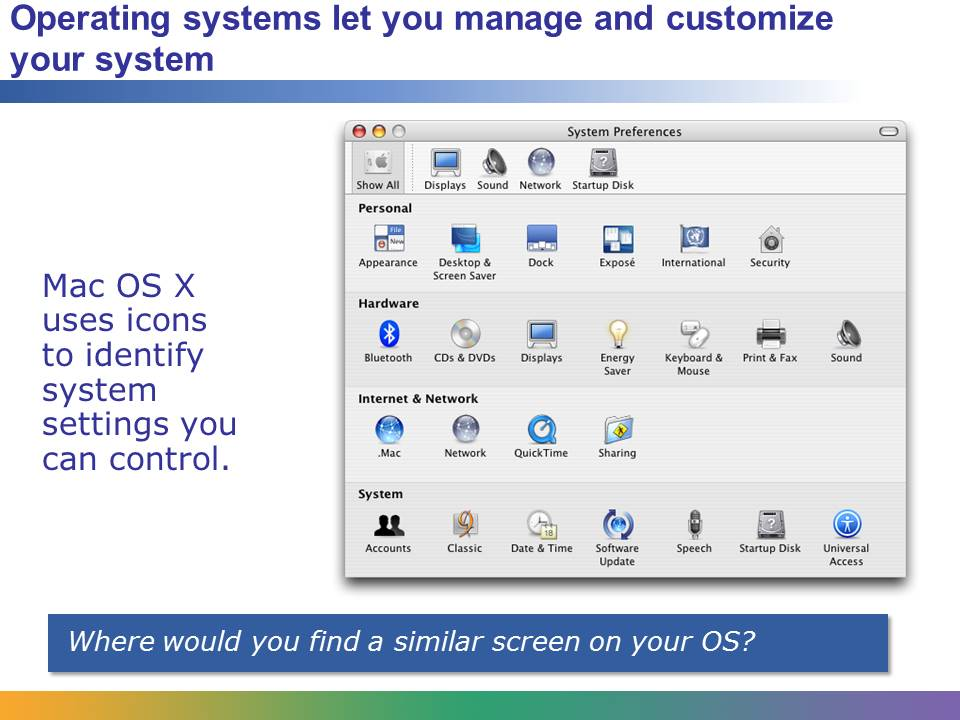 Operating systems let you manage and customize
your system
System Preferences
Show All Displays Sound Network Startup Disk
Personal
File
New
Appearance Desktop & Screen Saver Dock Exposé International Security
Hardware
Bluetooth CDs & DVDs Displays Energy Saver Keyboard & Mouse Print & Fax Sound
Internet & Network
.Mac Network QuickTime Sharing
System
18
Accounts Classic Date & Time Software Update Speech Startup Disk Universal Access
Mac OS X
uses icons
to identify
system
settings you
can control.
Where would you find a similar screen on your OS?